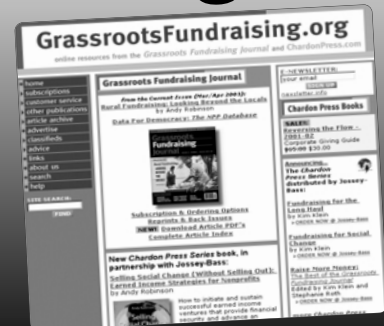 GrassrootsFundraising.org
online resources from the Grassroots Fundraising Journal and ChardonPress.com
home
subscriptions
customer service
other publications
article archive
advertise
classifieds
advice
links
about us
search
help
SITE SEARCH:
FIND
Grassroots Fundraising Journal
from the Current Issue (Mar/Apr 2003):
Rural Fundraising: Looking Beyond the Locals
by Andy Robinson
Data For Democracy: The NPP Database
Grassroots
Fundraising
Journal
Subscription & Ordering Options
Reprints & Back Issues
NEW! Download Article PDF's
Complete Article Index
New Chardon Press Series book, in
partnership with Jossey-Bass:
Selling Social Change (Without Selling Out):
Earned Income Strategies for Nonprofits
by Andy Robinson
How to initiate and sustain
successful earned income
ventures that provide financial
security and advance an
E-NEWSLETTER:
your email
SIGN UP
newsletter info
Chardon Press Books
SALE!
Reversing the Flow -
2001-02
Corporate Giving Guide
$95.00 $30.00
Announcing...
The Chardon
Press Series
distributed by Jossey-
Bass:
Fundraising for the
Long Haul
by Kim Klein
>ORDER NOW @ Jossey-Bass
Fundraising for Social
Change
by Kim Klein
>ORDER NOW @ Jossey-Bass
Raise More Money:
The Best of the Grassroots
Fundraising Journal
Edited by Kim Klein and
Stephanie Roth
>ORDER NOW @ Jossey-Bass
more Chardon Press